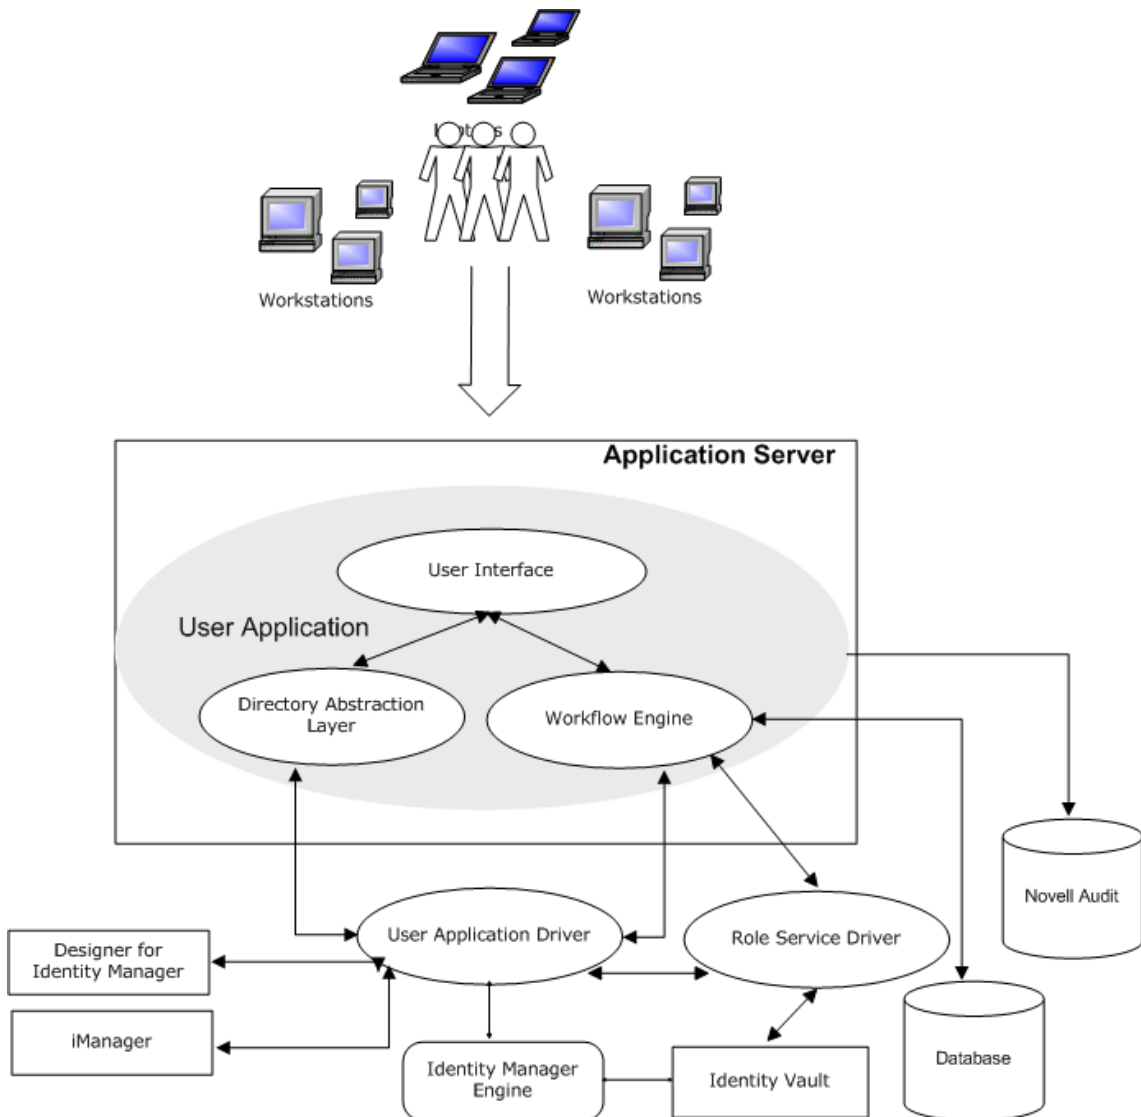 Workstations
Workstations
Application Server
User Interface
User Application
Directory Abstraction
Layer
Workflow Engine
Novell Audit
User Application Driver
Role Service Driver
Designer for
Identity Manager
iManager
Identity Manager
Engine
Identity Vault
Database